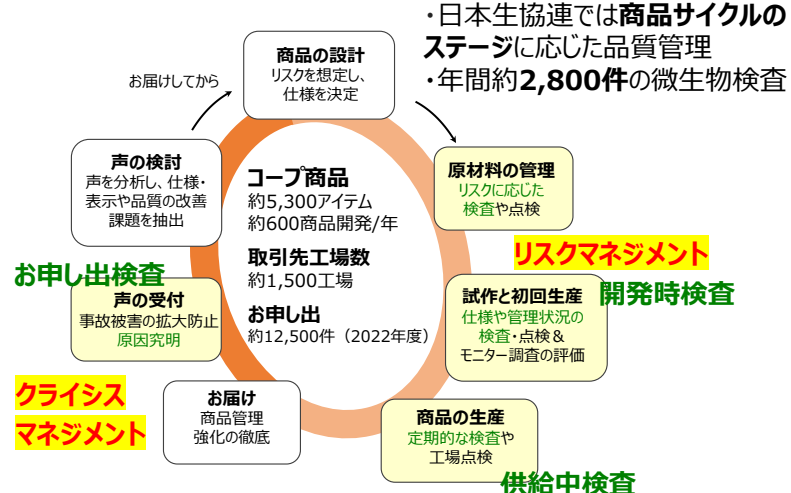 ・日本生協連では商品サイクルの
ステージに応じた品質管理
・年間約2,800件の微生物検査
商品の設計
リスクを想定し、
仕様を決定
お届けしてから
声の検討
声を分析し、仕様・
表示や品質の改善
課題を抽出
コープ商品
約5,300アイテム
約600商品開発/年
取引先工場数
約1,500工場
お申し出
約12,500件（2022年度）
原材料の管理
リスクに応じた
検査や点検
リスクマネジメント
お申し出検査
声の受付
事故被害の拡大防止
原因究明
開発時検査
試作と初回生産
仕様や管理状況の
検査・点検＆
モニター調査の評価
クライシス
マネジメント
お届け
商品管理
強化の徹底
商品の生産
定期的な検査や
工場点検
供給中検査